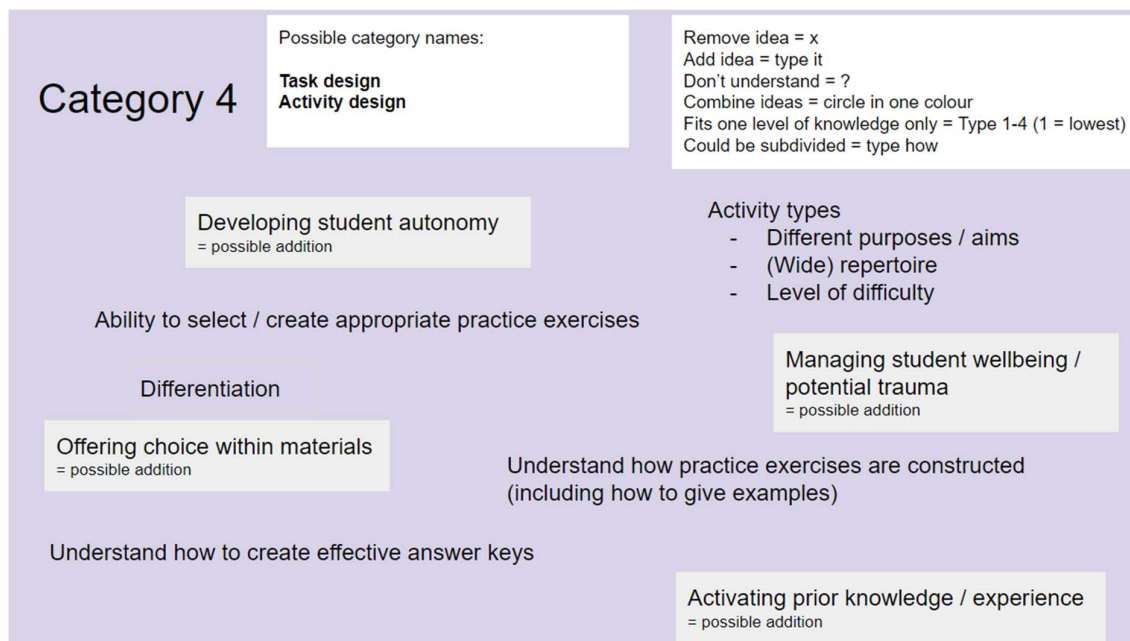 Category 4
Possible category names:
Task design
Activity design
Remove idea = x
Add idea = type it
Don't understand = ?
Combine ideas = circle in one colour
Fits one level of knowledge only = Type 1-4 (1 = lowest)
Could be subdivided = type how
Developing student autonomy
= possible addition
Activity types
- Different purposes / aims
- (Wide) repertoire
- Level of difficulty
Ability to select / create appropriate practice exercises
Managing student wellbeing /
potential trauma
= possible addition
Differentiation
Offering choice within materials
= possible addition
Understand how practice exercises are constructed
(including how to give examples)
Understand how to create effective answer keys
Activating prior knowledge / experience
= possible addition